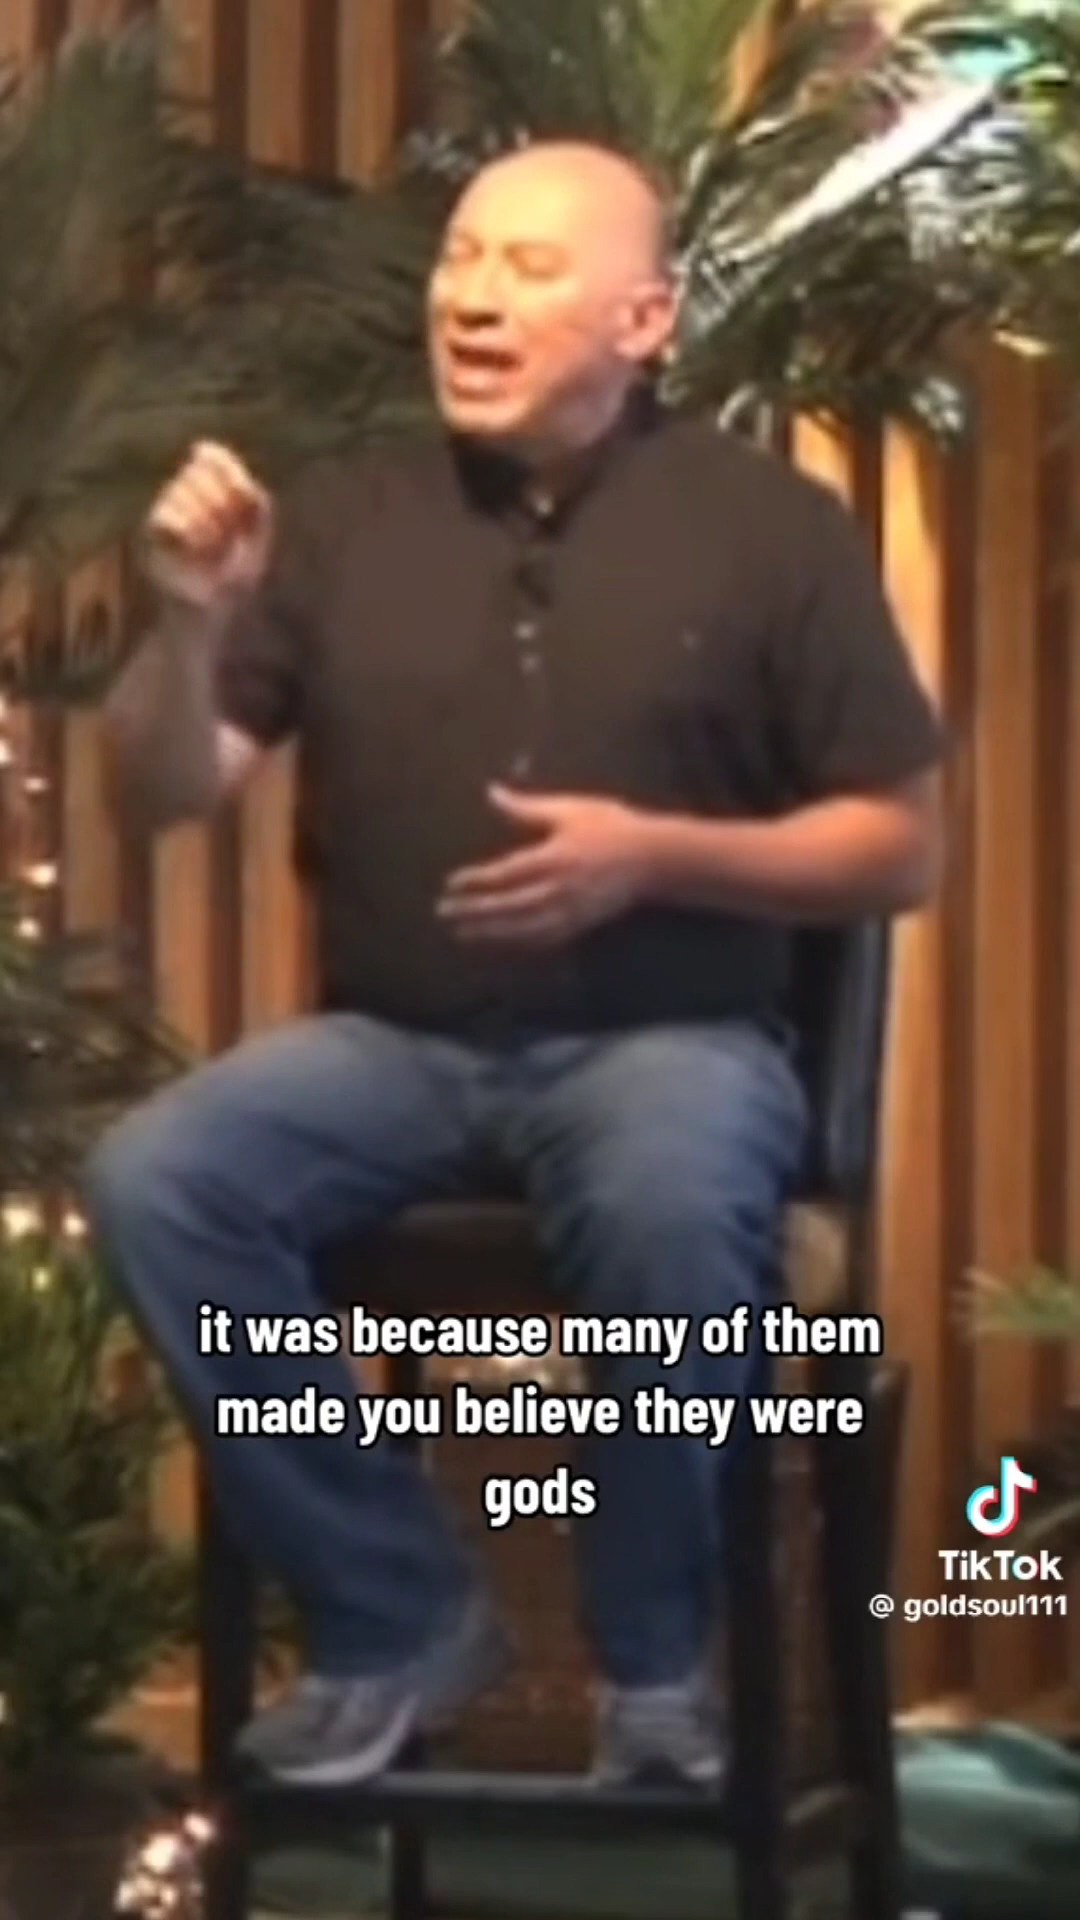 it was because many of them
made you believe they were
gods
TikTok
@ goldsoul111